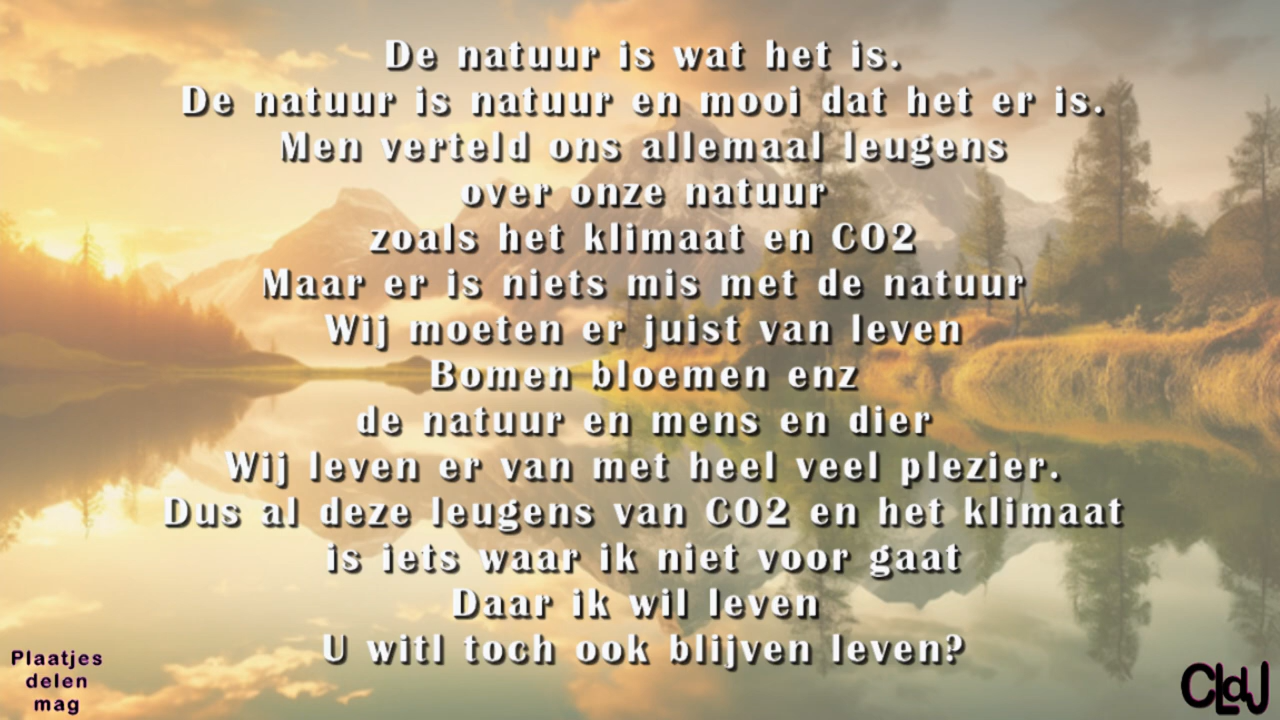 De natuur is wat het is.
De natuur is natuur en mooi dat het er is.
Men verteld ons allemaal leugens
over onze natuur
zoals het klimaat en CO2
Maar er is niets mis met de natuur
Wij moeten er juist van leven
Bomen bloemen enz
de natuur en mens en dier
Wij leven er van met heel veel plezier.
Dus al deze leugens van CO2 en het klimaat
is iets waar ik niet voor gaat
Daar ik wil leven
U witl toch ook blijven leven?
Plaatjes
delen
mag
CLdJ